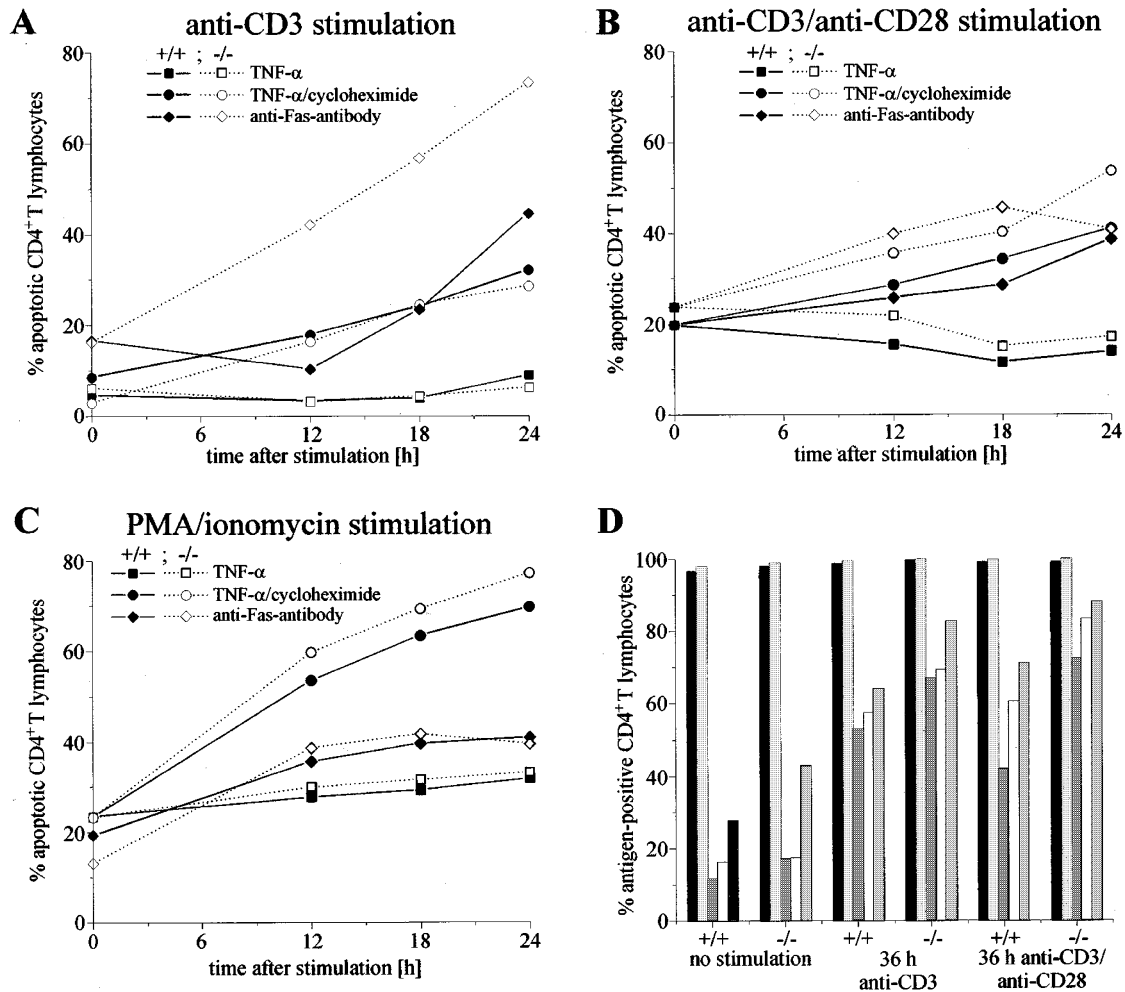 A
anti-CD3 stimulation
+/+ ; -/-
TNF-α
TNF-α/cycloheximide
anti-Fas-antibody
% apoptotic CD4⁺T lymphocytes
80
60
40
20
0
0 6 12 18 24
time after stimulation [h]
B
anti-CD3/anti-CD28 stimulation
+/+ ; -/-
TNF-α
TNF-α/cycloheximide
anti-Fas-antibody
% apoptotic CD4⁺T lymphocytes
80
60
40
20
0
0 6 12 18 24
time after stimulation [h]
C
PMA/ionomycin stimulation
+/+ ; -/-
TNF-α
TNF-α/cycloheximide
anti-Fas-antibody
% apoptotic CD4⁺T lymphocytes
80
60
40
20
0
0 6 12 18 24
time after stimulation [h]
D
% antigen-positive CD4⁺T lymphocytes
100
80
60
40
20
0
+/+ -/- +/+ -/- +/+ -/-
no stimulation 36 h 36 h anti-CD3/
anti-CD3 anti-CD28